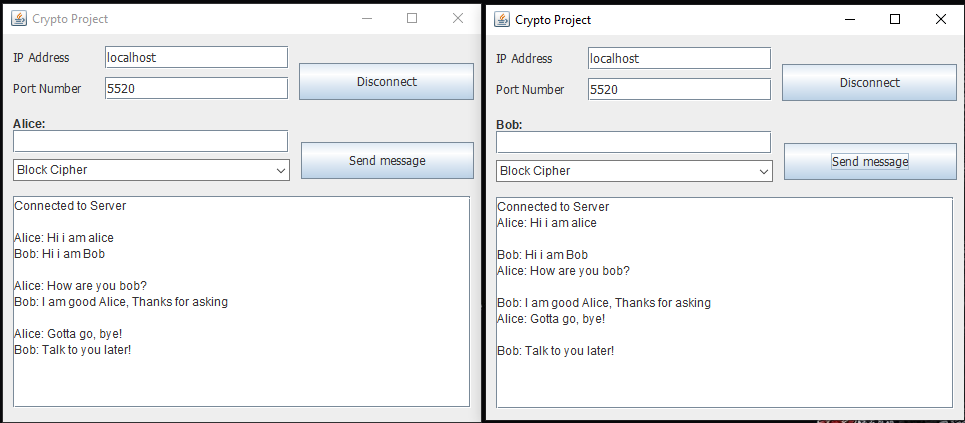 Crypto Project
IP Address localhost
Disconnect
Port Number 5520
Alice:
Send message
Block Cipher
Connected to Server
Alice: Hi i am alice
Bob: Hi i am Bob
Alice: How are you bob?
Bob: I am good Alice, Thanks for asking
Alice: Gotta go, bye!
Bob: Talk to you later!
Crypto Project
IP Address localhost
Disconnect
Port Number 5520
Bob:
Send message
Block Cipher
Connected to Server
Alice: Hi i am alice
Bob: Hi i am Bob
Alice: How are you bob?
Bob: I am good Alice, Thanks for asking
Alice: Gotta go, bye!
Bob: Talk to you later!